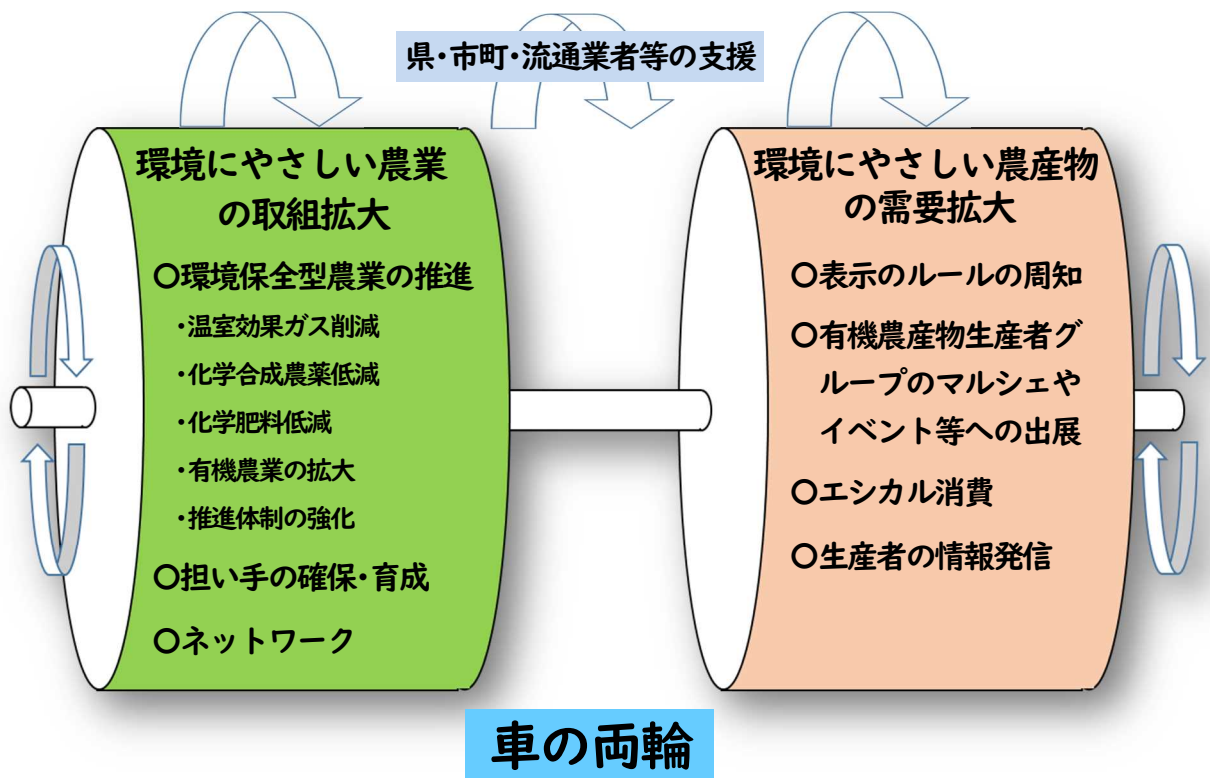 県・市町・流通業者等の支援
環境にやさしい農業
の取組拡大
〇環境保全型農業の推進
・温室効果ガス削減
・化学合成農薬低減
・化学肥料低減
・有機農業の拡大
・推進体制の強化
〇担い手の確保・育成
〇ネットワーク
環境にやさしい農産物
の需要拡大
〇表示のルールの周知
〇有機農産物生産者グ
ループのマルシェや
イベント等への出展
〇エシカル消費
〇生産者の情報発信
車の両輪